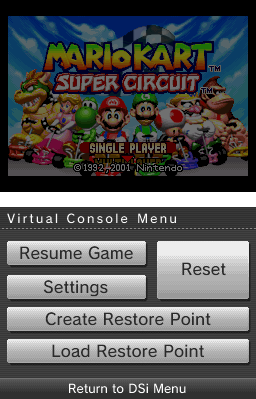 MARIOKART TM
SUPER CIRCUIT TM
SINGLE PLAYER
©1992,2001 Nintendo
Virtual Console Menu
Resume Game
Reset
Settings
Create Restore Point
Load Restore Point
Return to DSi Menu